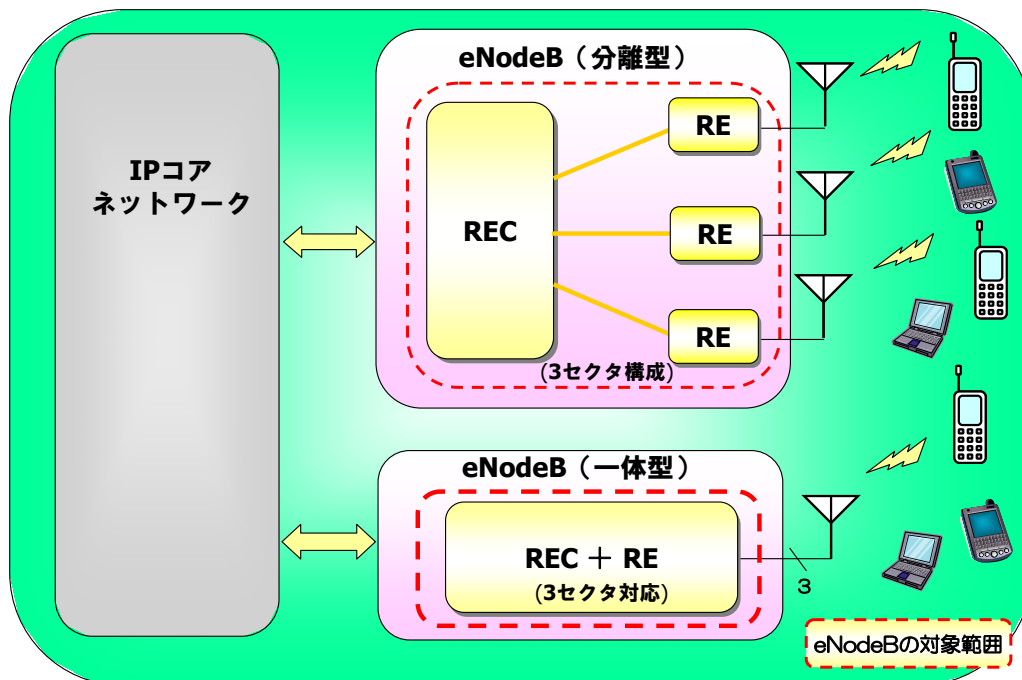 IPコア
ネットワーク
eNodeB（分離型）
REC
RE
RE
RE
(3セクタ構成)
eNodeB（一体型）
REC ＋ RE
(3セクタ対応)
3
eNodeBの対象範囲